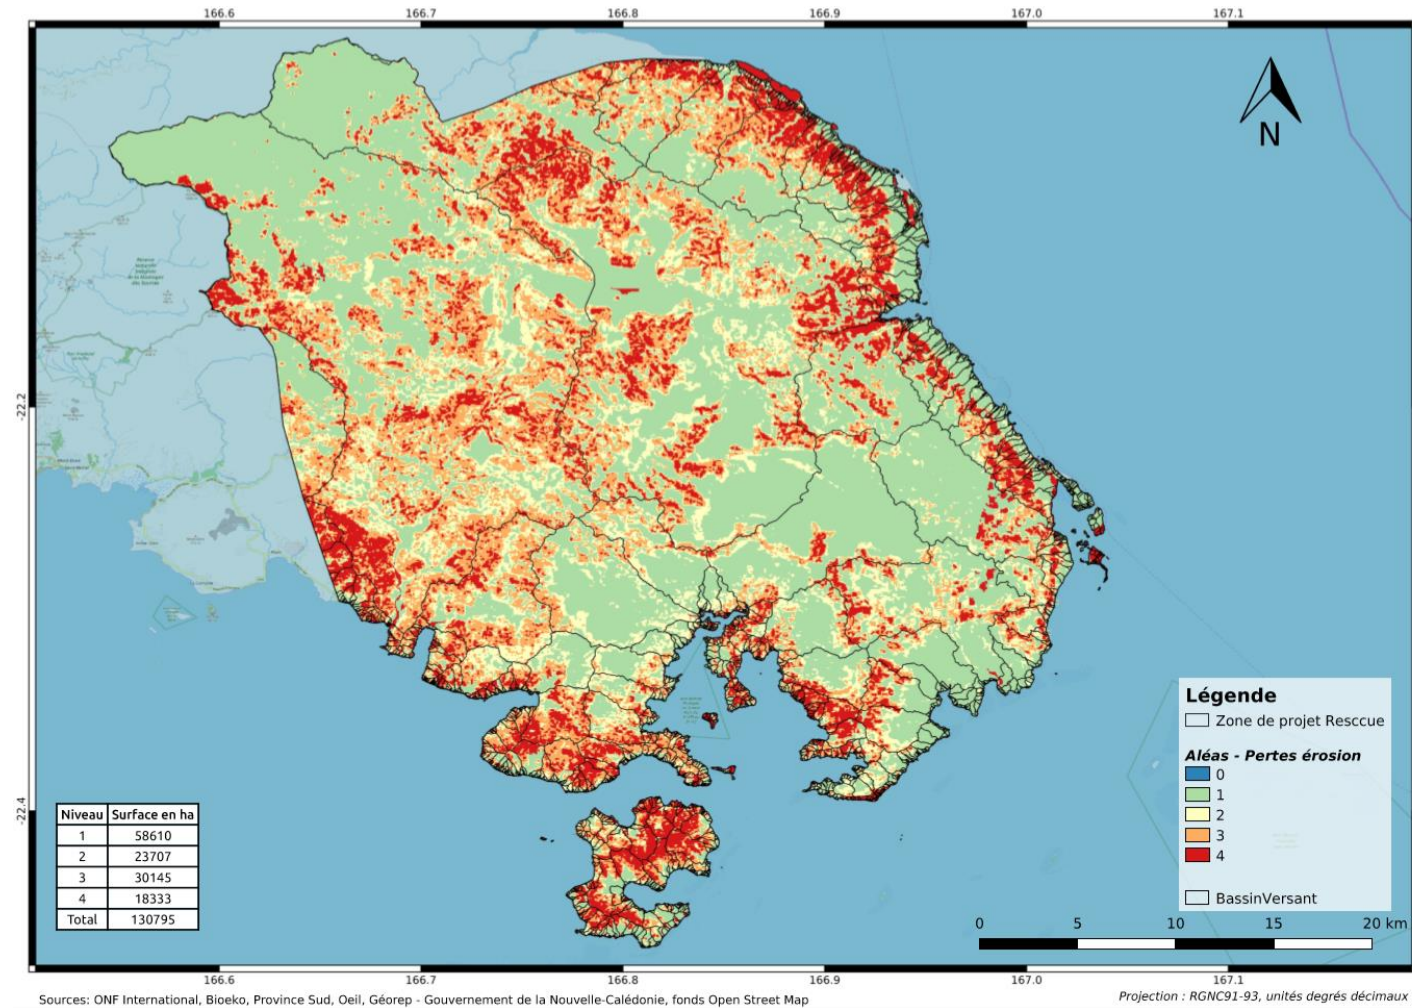 166.6 166.7 166.8 166.9 167.0 167.1
N
-22.2
-22.4
Légende
Zone de projet Resccue
Aléas - Pertes érosion
0
1
2
3
4
BassinVersant
Niveau Surface en ha
1 58610
2 23707
3 30145
4 18333
Total 130795
0 5 10 15 20 km
166.6 166.7 166.8 166.9 167.0 167.1
Sources: ONF International, Bioeko, Province Sud, Oeil, Géorep - Gouvernement de la Nouvelle-Calédonie, fonds Open Street Map
Projection : RGNC91-93, unités degrés décimaux